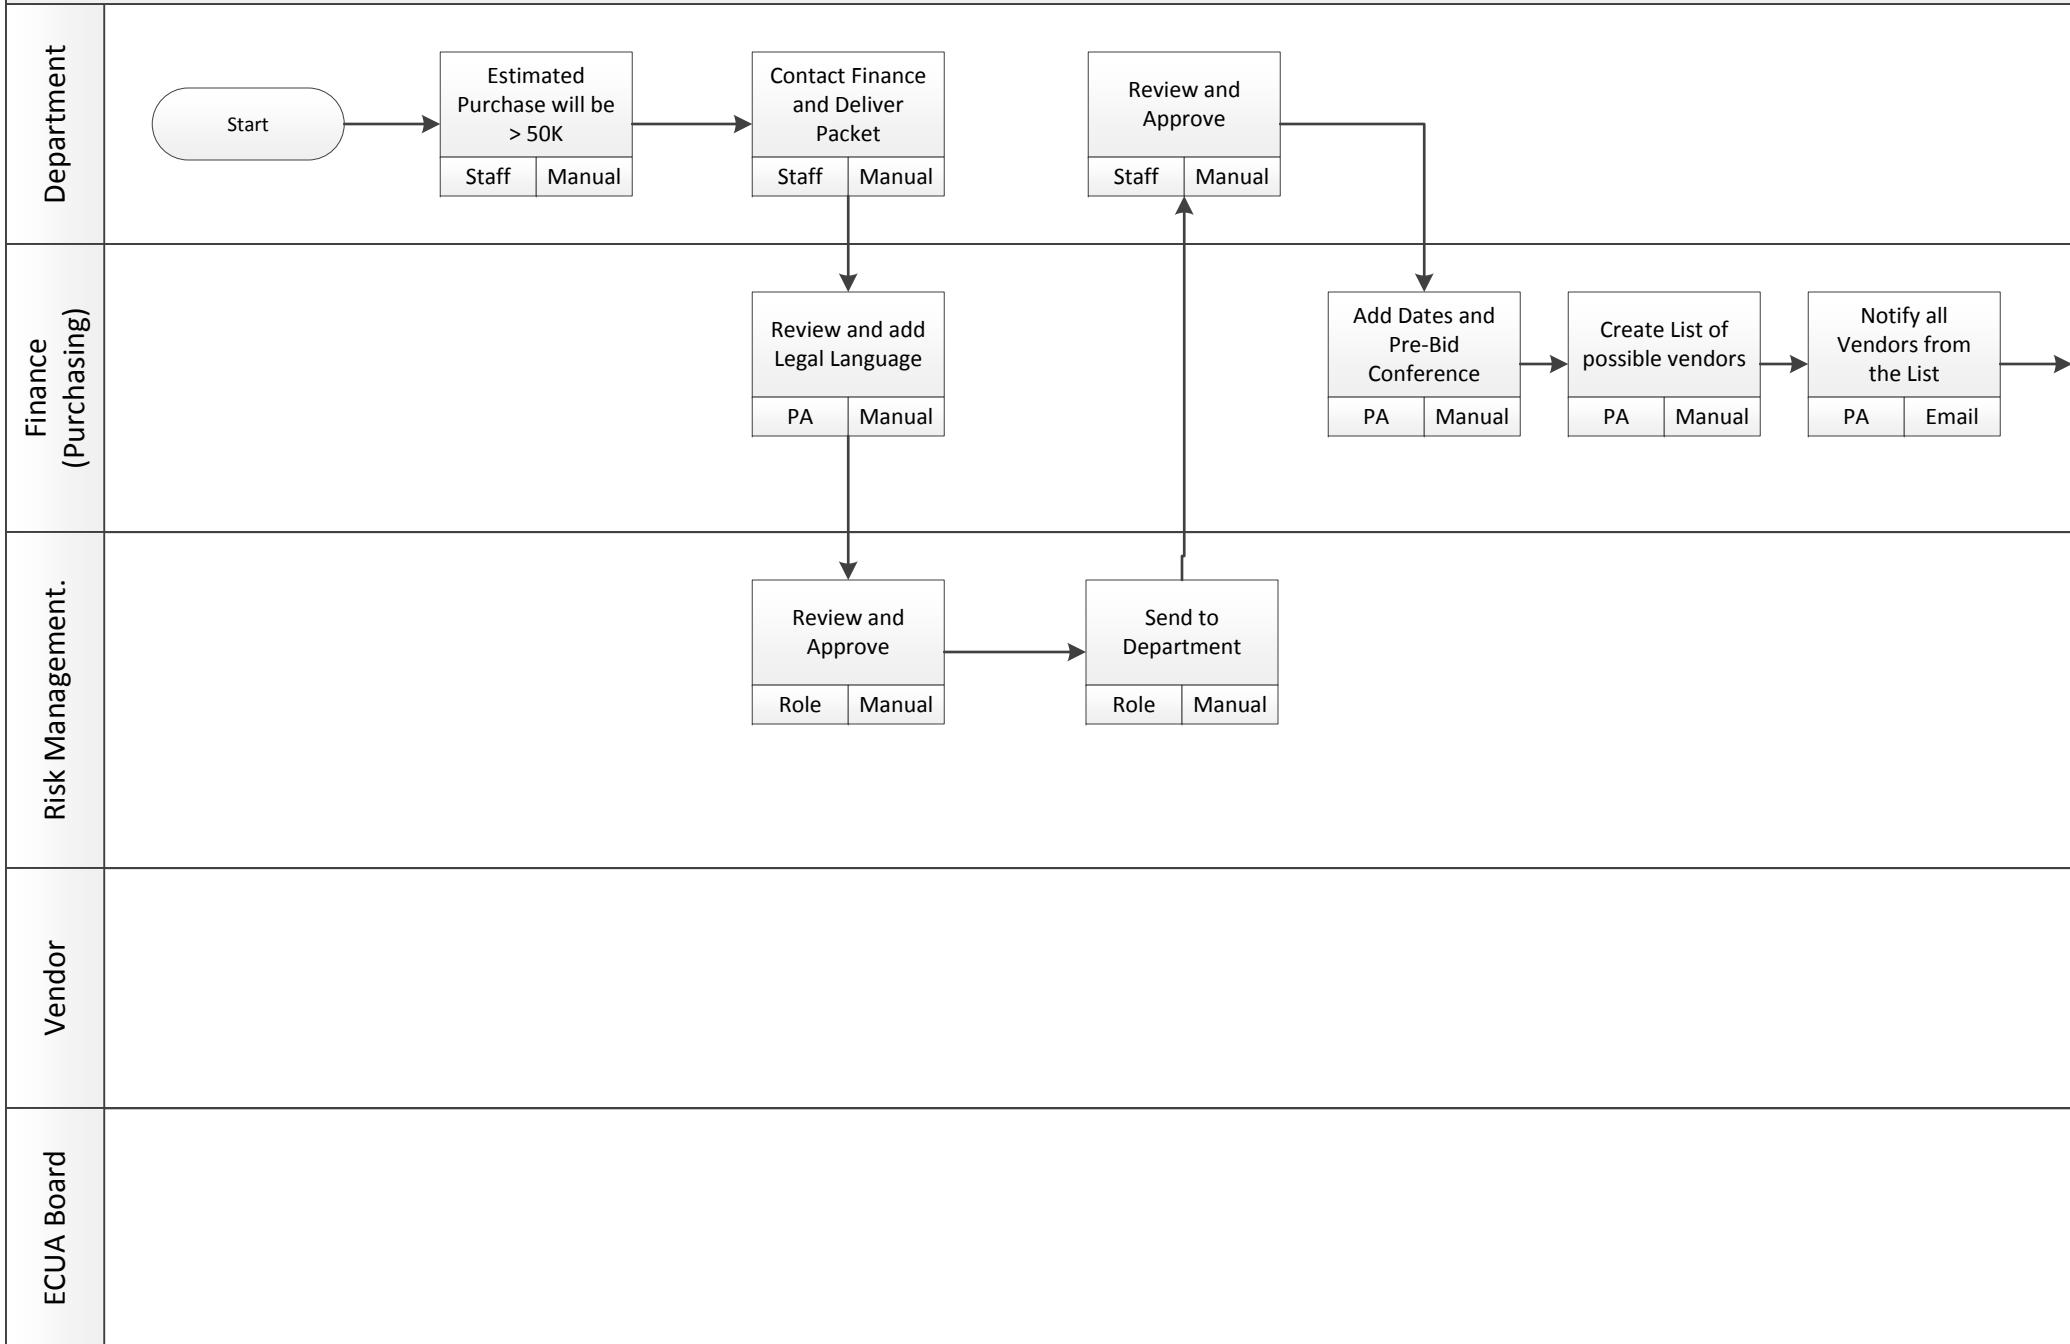 Department
Start
Estimated
Purchase will be
> 50K
Staff Manual
Contact Finance
and Deliver
Packet
Staff Manual
Review and
Approve
Staff Manual
Finance
(Purchasing)
Review and add
Legal Language
PA Manual
Add Dates and
Pre-Bid
Conference
PA Manual
Create List of
possible vendors
PA Manual
Notify all
Vendors from
the List
PA Email
Risk Management.
Review and
Approve
Role Manual
Send to
Department
Role Manual
Vendor
ECUA Board